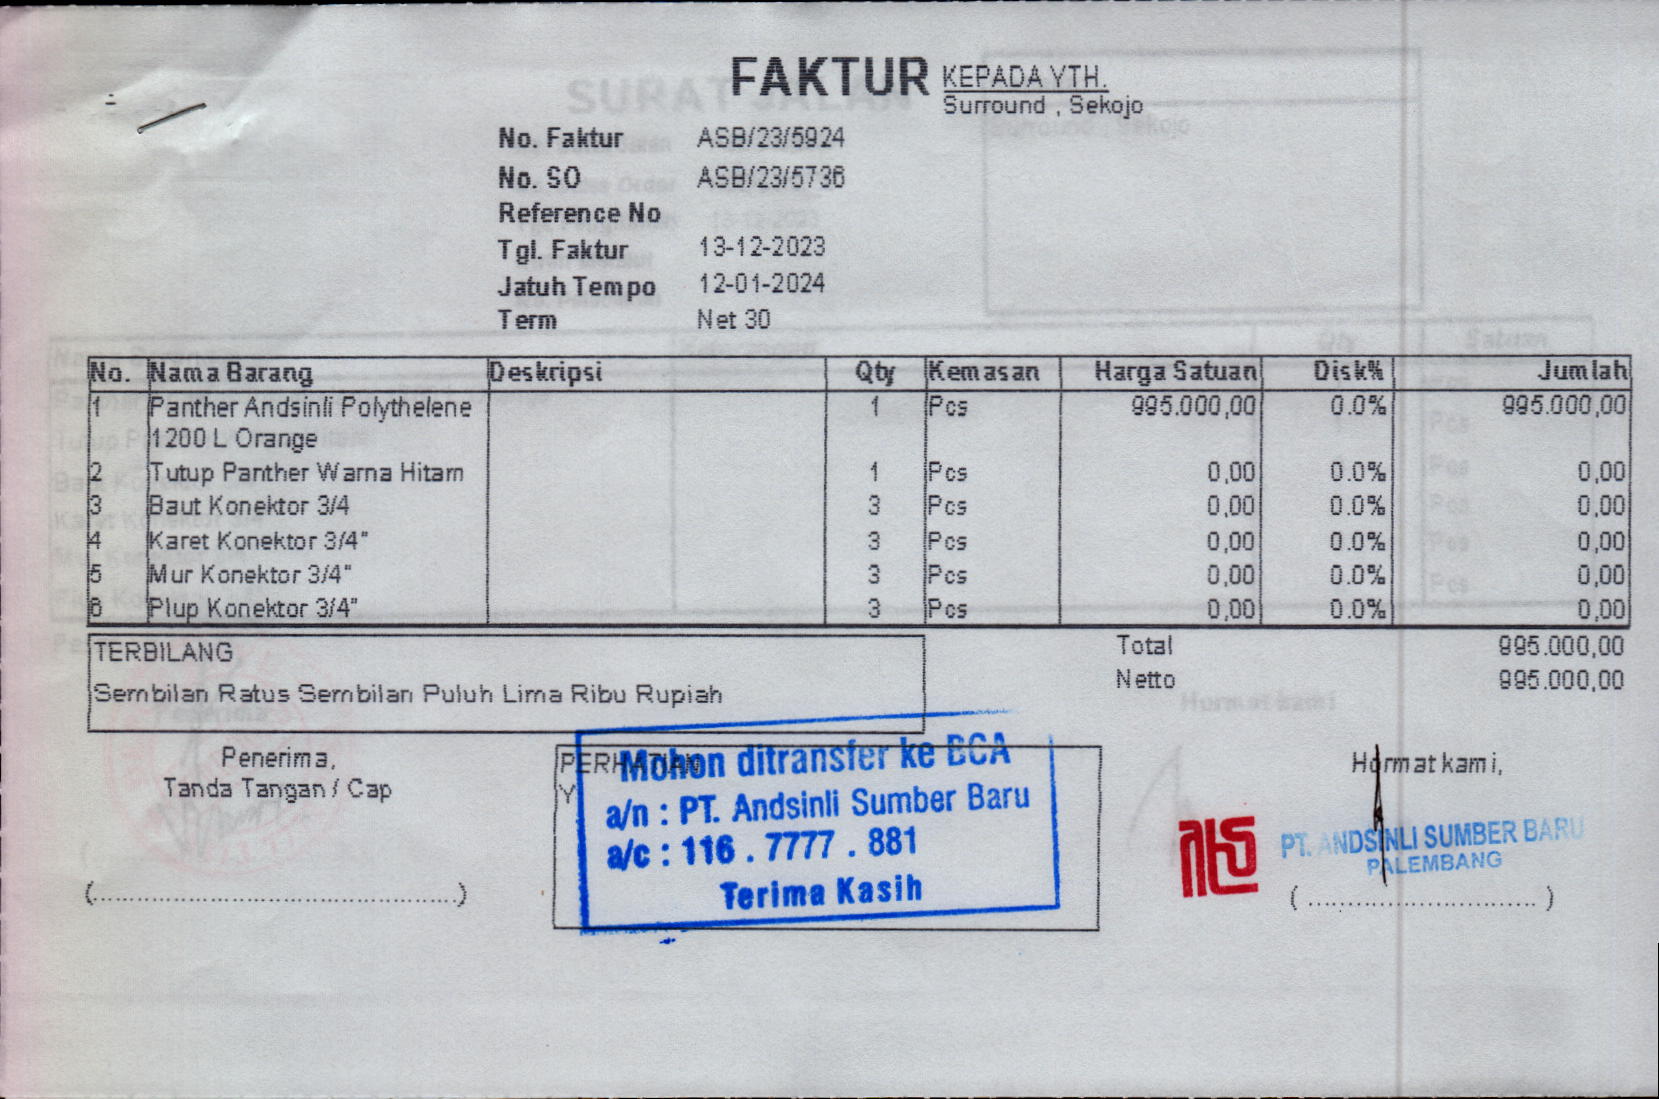 FAKTUR
KEPADA YTH.
Surround , Sekojo
No. Faktur ASB/23/5924
No. SO ASB/23/5736
Reference No
Tgl. Faktur 13-12-2023
Jatuh Tempo 12-01-2024
Term Net 30
No. Nama Barang Deskripsi Qty Kemasan Harga Satuan Disk% Jumlah
1 Panther Andsinli Polythelene 1 Pcs 995.000,00 0.0% 995.000,00
1200 L Orange
2 Tutup Panther Warna Hitam 1 Pcs 0,00 0.0% 0,00
3 Baut Konektor 3/4 3 Pcs 0,00 0.0% 0,00
4 Karet Konektor 3/4" 3 Pcs 0,00 0.0% 0,00
5 Mur Konektor 3/4" 3 Pcs 0,00 0.0% 0,00
6 Plup Konektor 3/4" 3 Pcs 0,00 0.0% 0,00
TERBILANG
Sembilan Ratus Sembilan Puluh Lima Ribu Rupiah
Total 995.000,00
Netto 995.000,00
Penerima,
Tanda Tangan / Cap
(................................................)
PERHATIAN
Y
Mohon ditransfer ke BCA
a/n : PT. Andsinli Sumber Baru
a/c : 116 . 7777 . 881
Terima Kasih
Hormat kami,
PT. ANDSINLI SUMBER BARU
PALEMBANG
( .............................. )